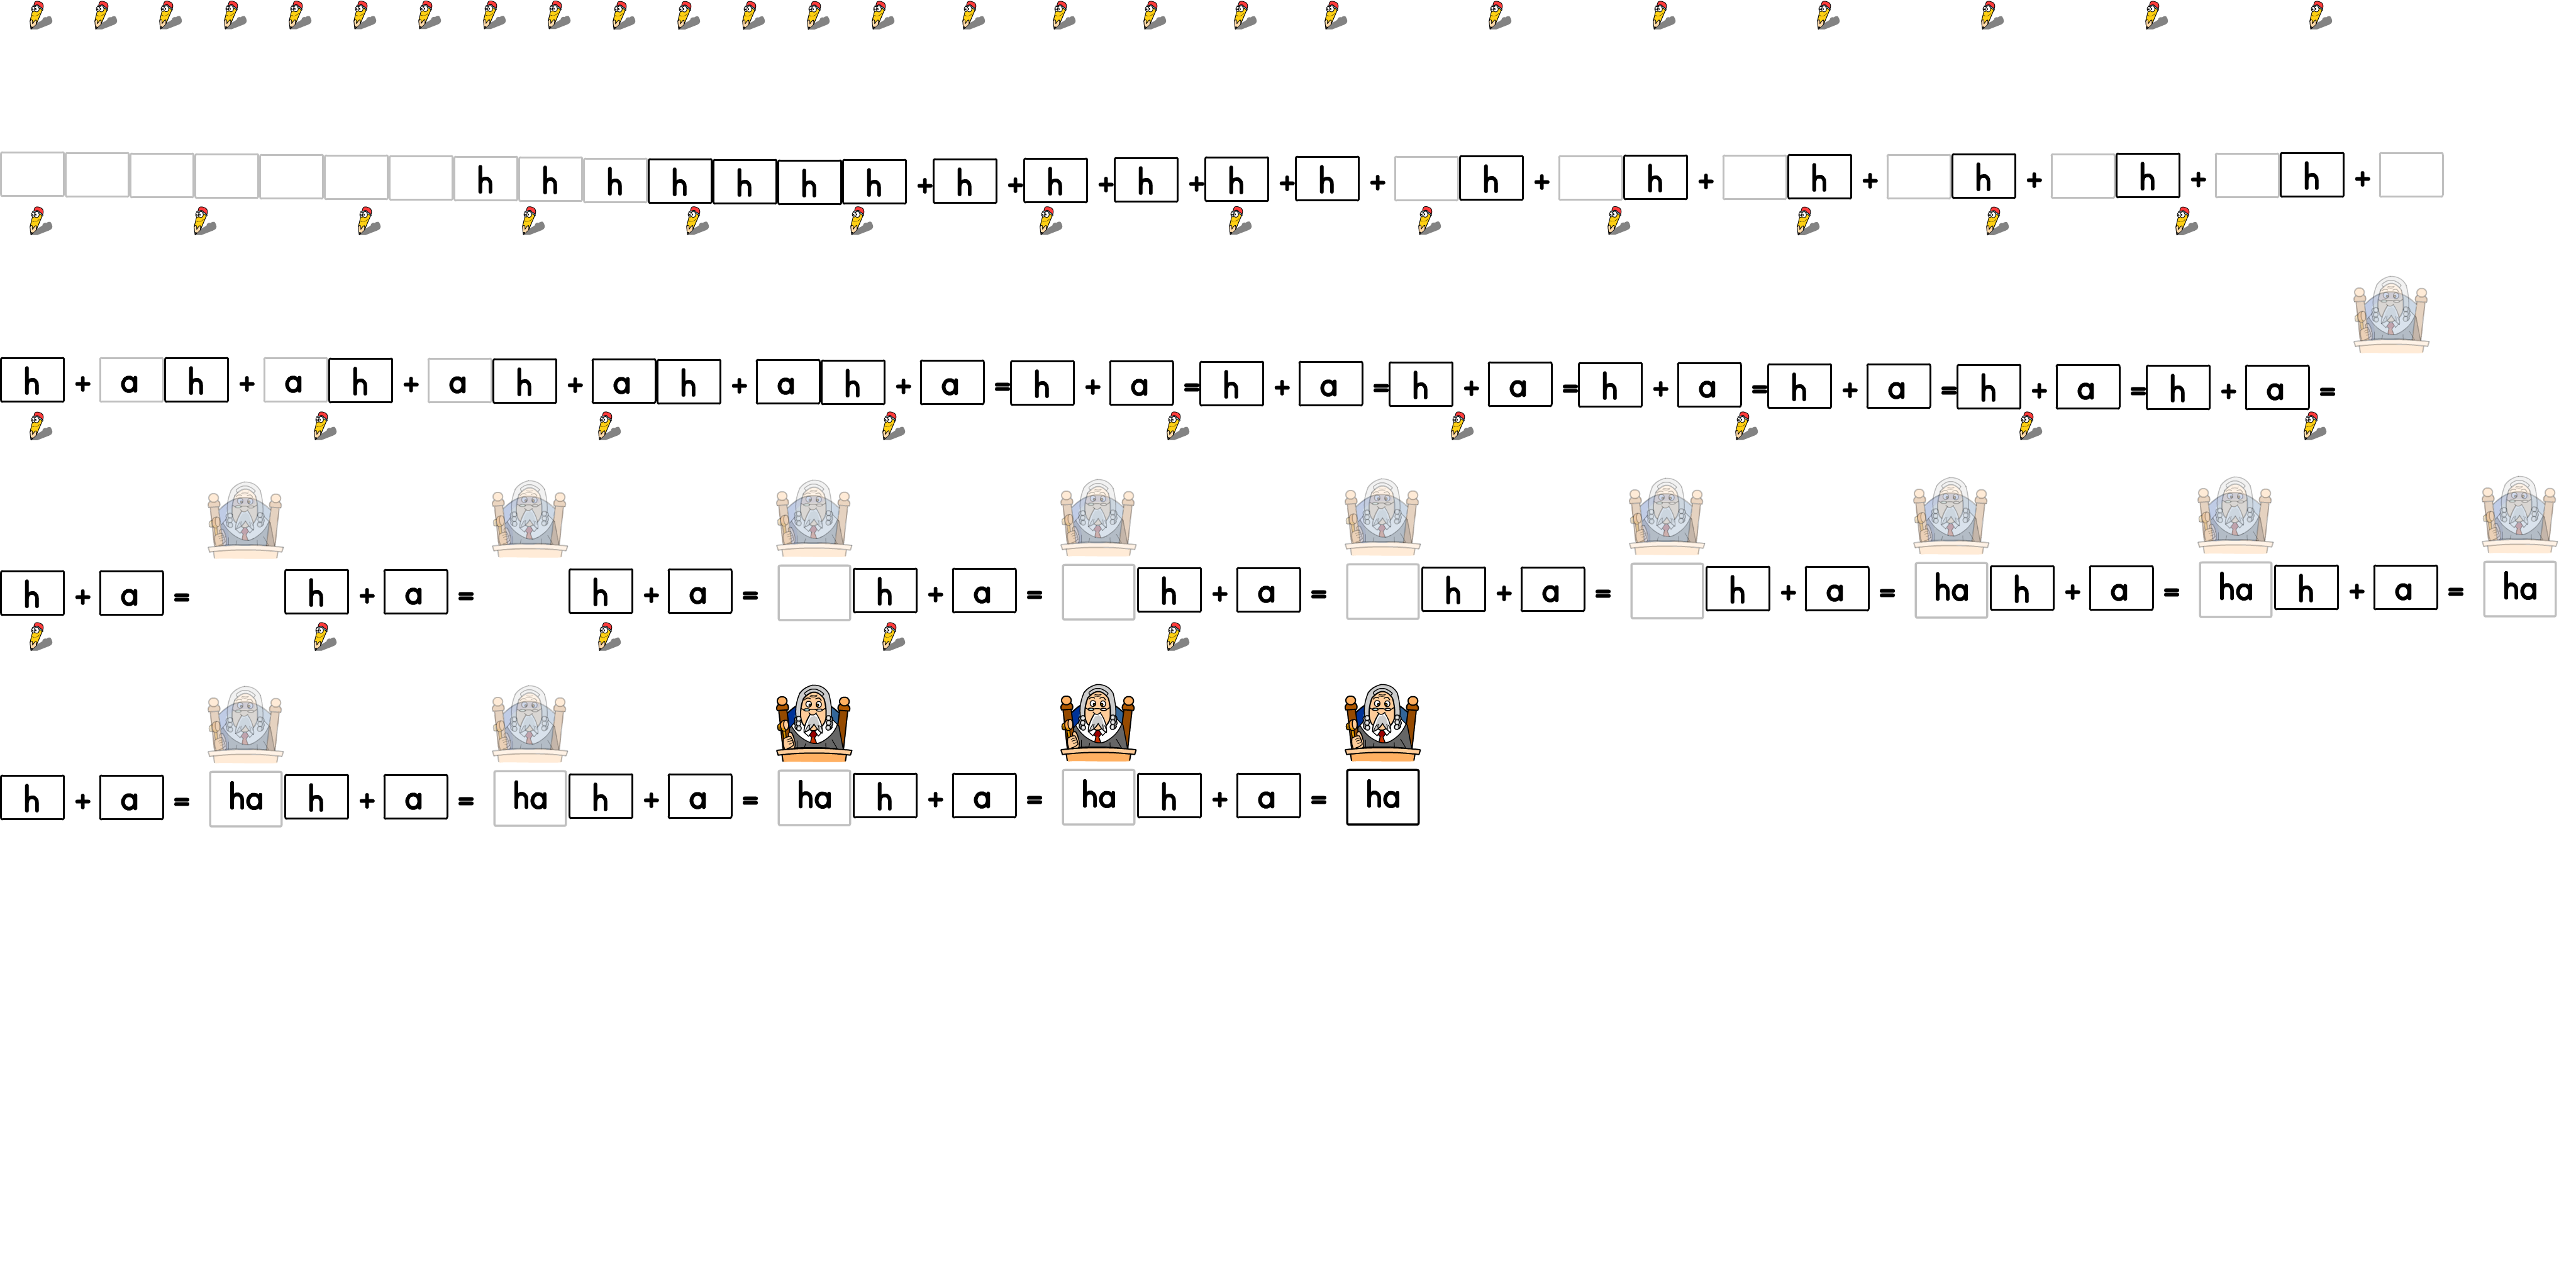 h h h h h h h + h + h + h + h + h + h + h + h + h + h + h +
h + a h + a h + a h + a h + a h + a = h + a = h + a = h + a = h + a = h + a = h + a = h + a =
h + a = h + a = h + a = h + a = h + a = h + a = h + a = ha h + a = ha h + a = ha
h + a = ha h + a = ha h + a = ha h + a = ha h + a = ha